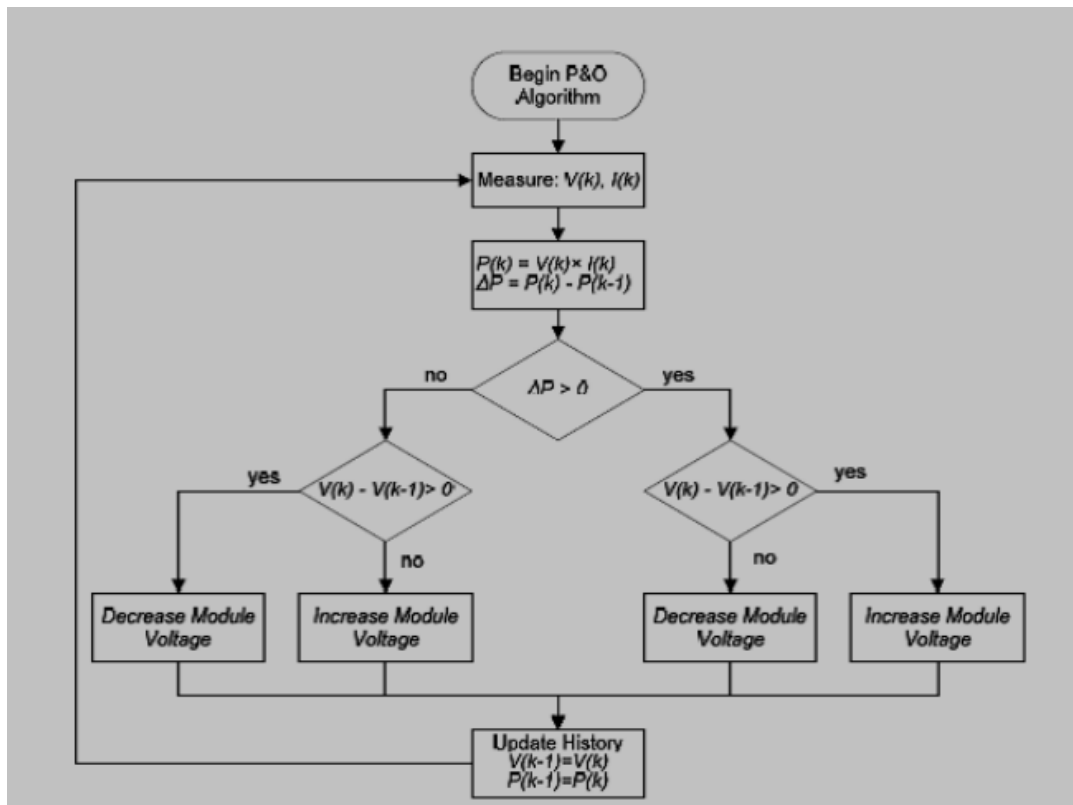 Begin P&O
Algorithm
Measure: V(k), I(k)
P(k) = V(k)× I(k)
ΔP = P(k) - P(k-1)
no
ΔP > 0
yes
yes
V(k) - V(k-1)> 0
no
V(k) - V(k-1)> 0
yes
no
Decrease Module
Voltage
Increase Module
Voltage
Decrease Module
Voltage
Increase Module
Voltage
Update History
V(k-1)=V(k)
P(k-1)=P(k)